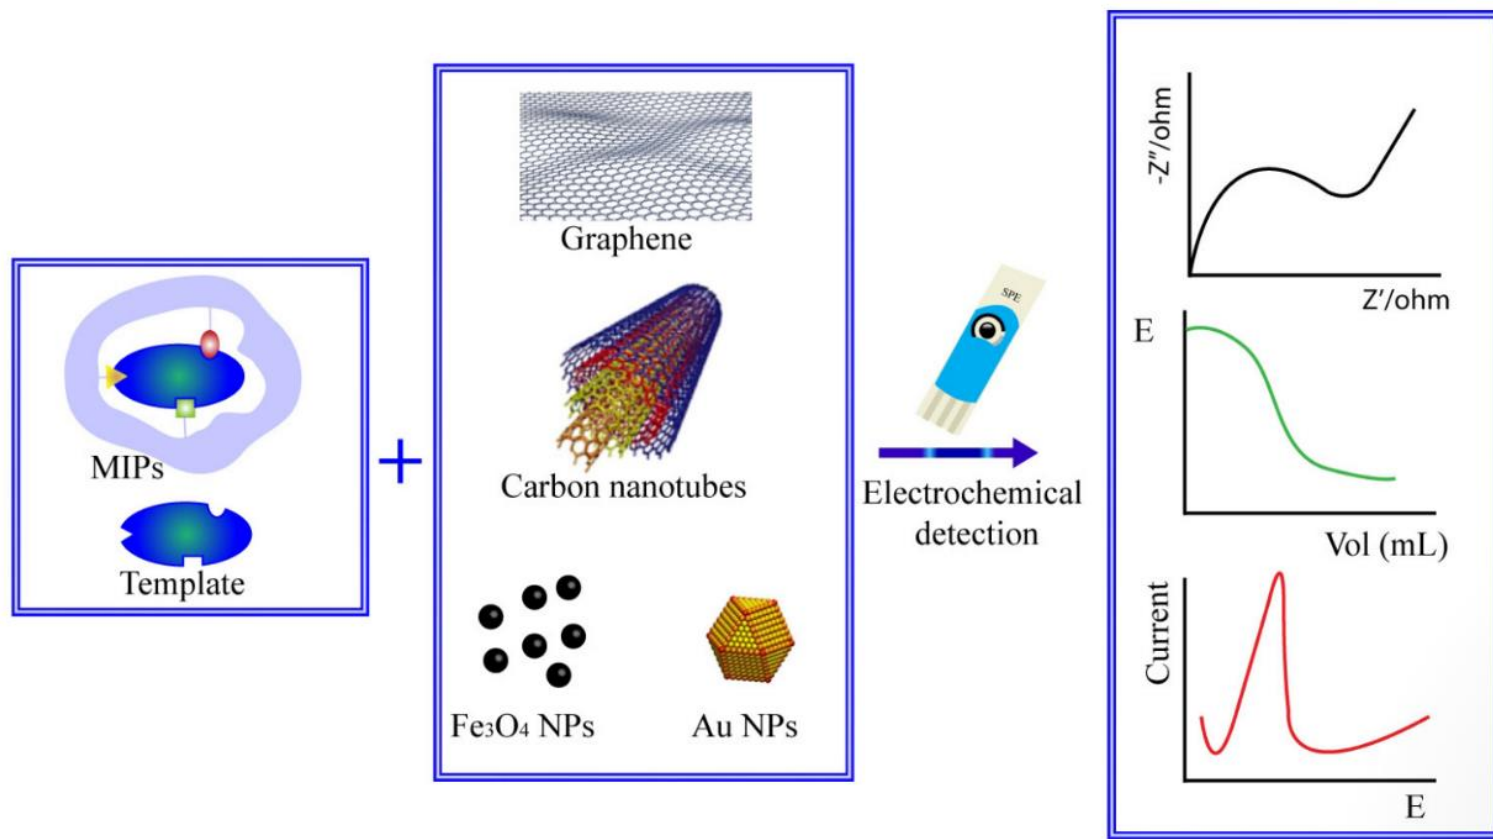 MIPs
Template
+
Graphene
Carbon nanotubes
Fe₃O₄ NPs
Au NPs
SPE
Electrochemical
detection
-Z″/ohm
Z′/ohm
E
Vol (mL)
Current
E